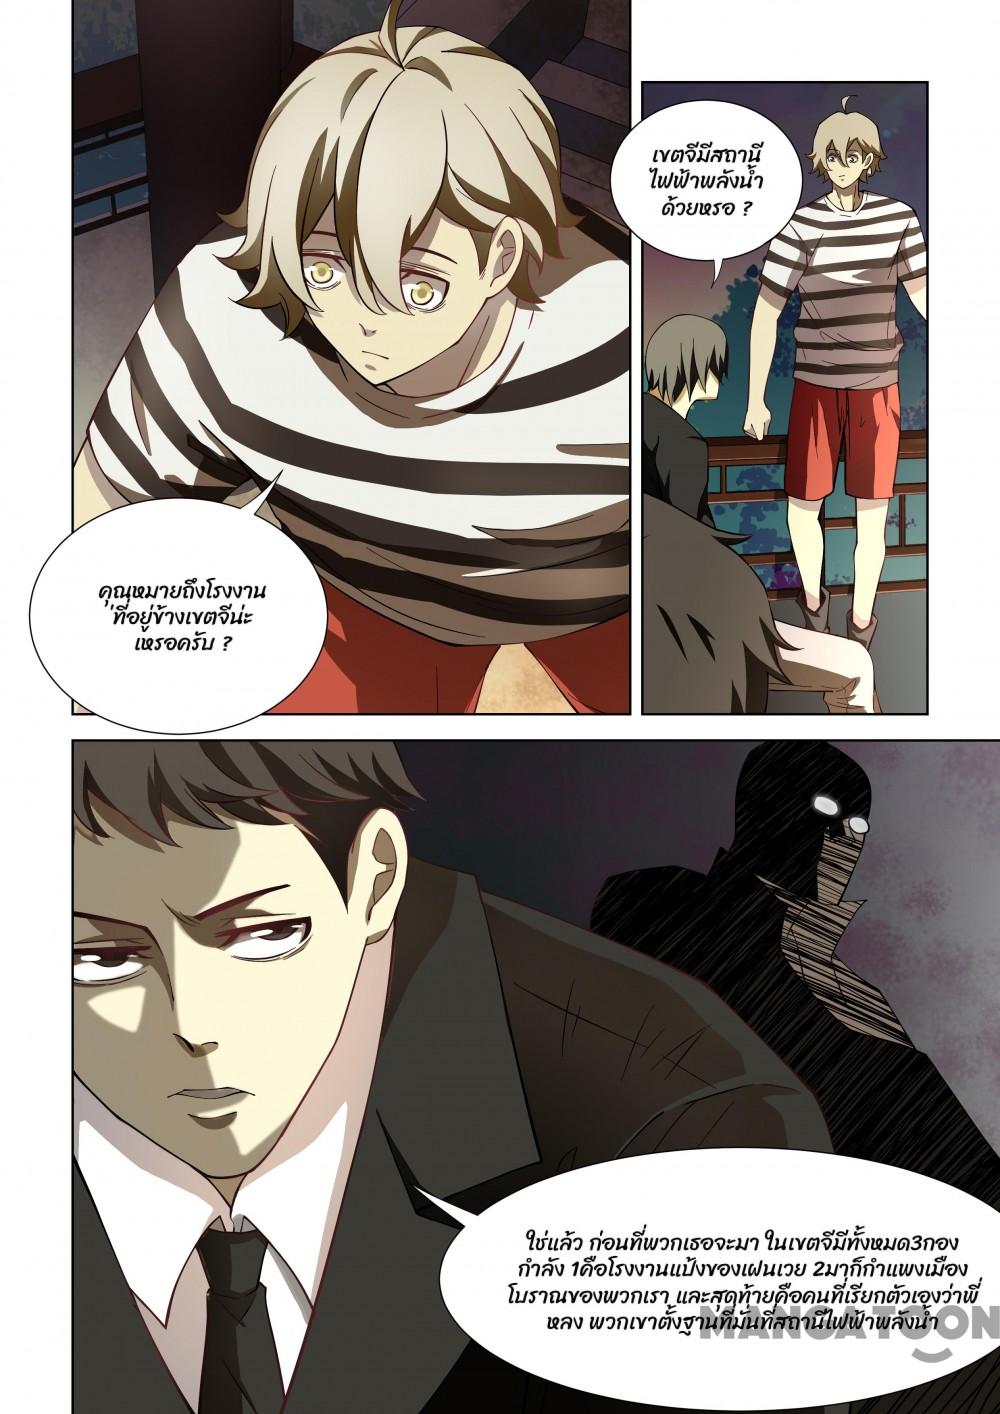 เขตจีมีสถานี
ไฟฟ้าพลังน้ำ
ด้วยหรอ ?
คุณหมายถึงโรงงาน
ที่อยู่ข้างเขตจีน่ะ
เหรอครับ ?
ใช่แล้ว ก่อนที่พวกเธอจะมา ในเขตจีมีทั้งหมด3กอง
กำลัง 1คือโรงงานแป้งของเฝนเวย 2มาก็กำแพงเมือง
โบราณของพวกเรา และสุดท้ายคือคนที่เรียกตัวเองว่าพี่
หลง พวกเขาตั้งฐานที่มั่นที่สถานีไฟฟ้าพลังน้ำ
MANGATOON